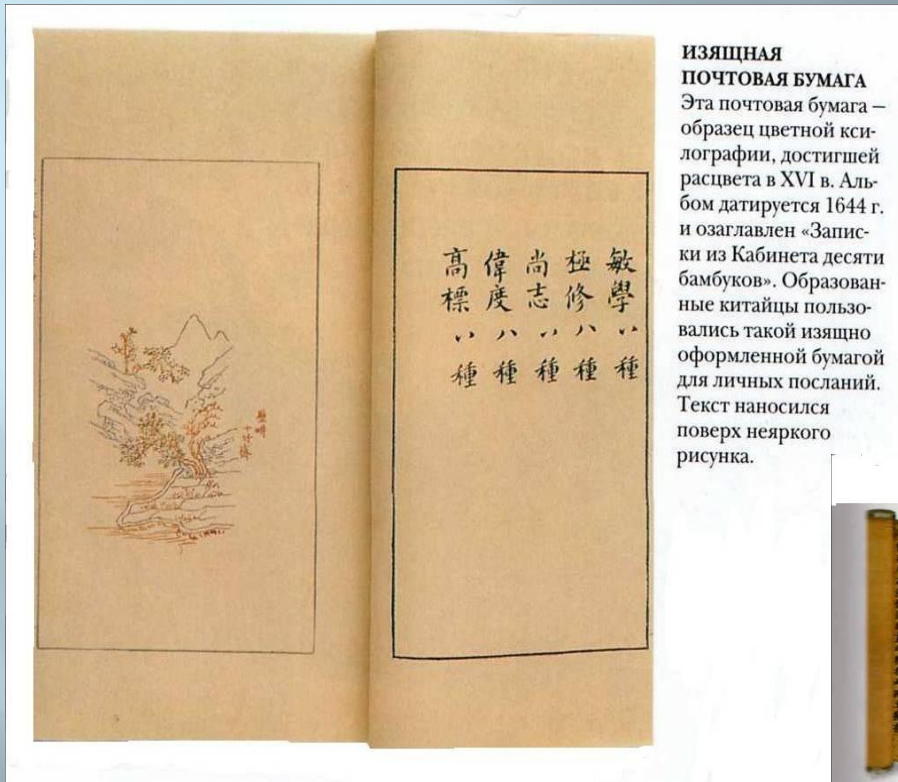 敏學八種
極修八種
尚志八種
偉度八種
高標八種
ИЗЯЩНАЯ
ПОЧТОВАЯ БУМАГА
Эта почтовая бумага –
образец цветной кси-
лографии, достигшей
расцвета в XVI в. Аль-
бом датируется 1644 г.
и озаглавлен «Запис-
ки из Кабинета десяти
бамбуков». Образован-
ные китайцы пользо-
вались такой изящно
оформленной бумагой
для личных посланий.
Текст наносился
поверх неяркого
рисунка.